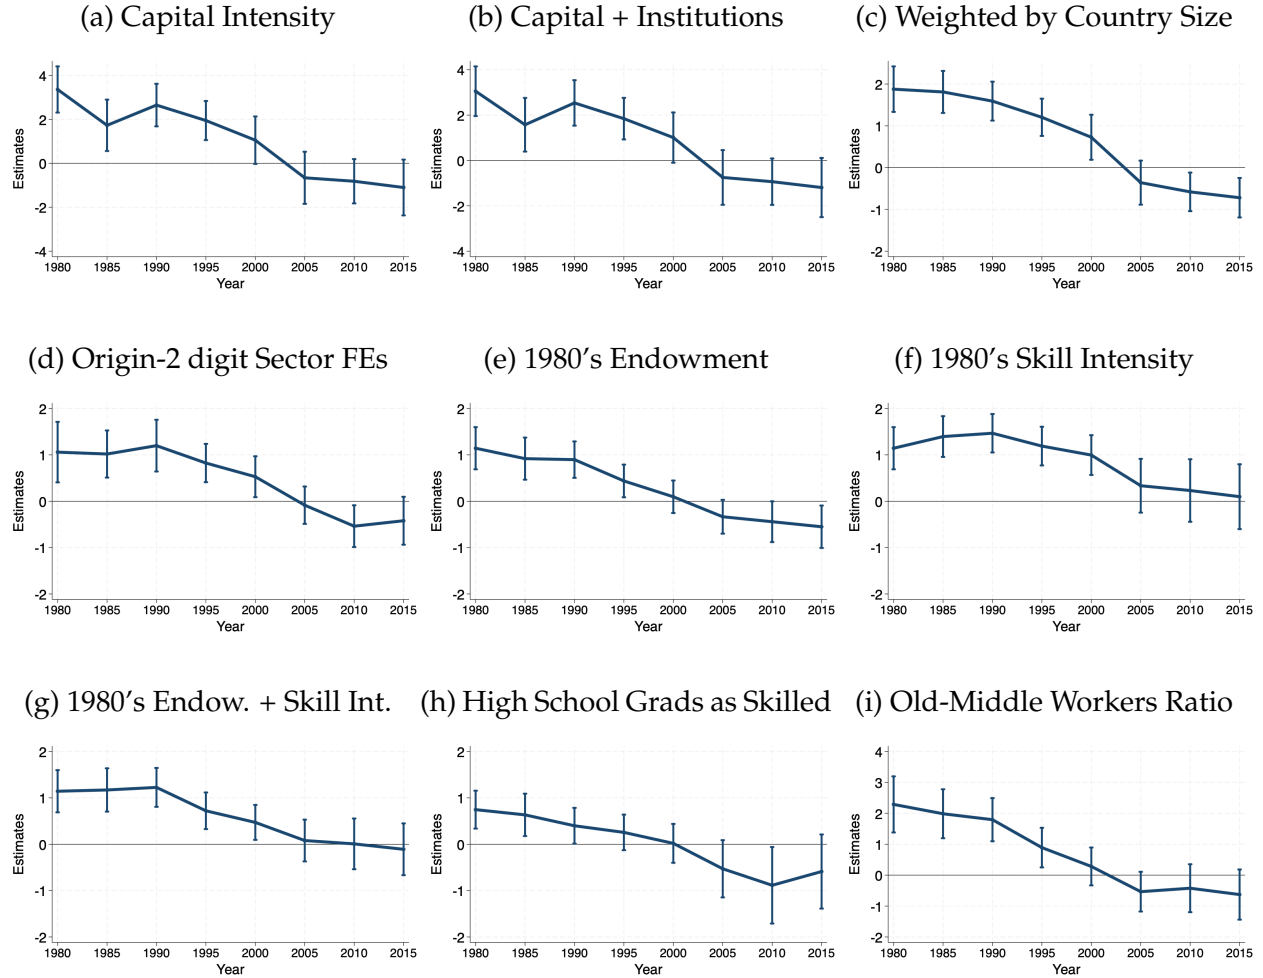 (a) Capital Intensity
4
2
0
-2
-4
Estimates
1980 1985 1990 1995 2000 2005 2010 2015
Year
(b) Capital + Institutions
4
2
0
-2
-4
Estimates
1980 1985 1990 1995 2000 2005 2010 2015
Year
(c) Weighted by Country Size
2
1
0
-1
-2
Estimates
1980 1985 1990 1995 2000 2005 2010 2015
Year
(d) Origin-2 digit Sector FEs
2
1
0
-1
-2
Estimates
1980 1985 1990 1995 2000 2005 2010 2015
Year
(e) 1980's Endowment
2
1
0
-1
-2
Estimates
1980 1985 1990 1995 2000 2005 2010 2015
Year
(f) 1980's Skill Intensity
2
1
0
-1
-2
Estimates
1980 1985 1990 1995 2000 2005 2010 2015
Year
(g) 1980's Endow. + Skill Int.
2
1
0
-1
-2
Estimates
1980 1985 1990 1995 2000 2005 2010 2015
Year
(h) High School Grads as Skilled
2
1
0
-1
-2
Estimates
1980 1985 1990 1995 2000 2005 2010 2015
Year
(i) Old-Middle Workers Ratio
4
3
2
1
0
-1
-2
Estimates
1980 1985 1990 1995 2000 2005 2010 2015
Year